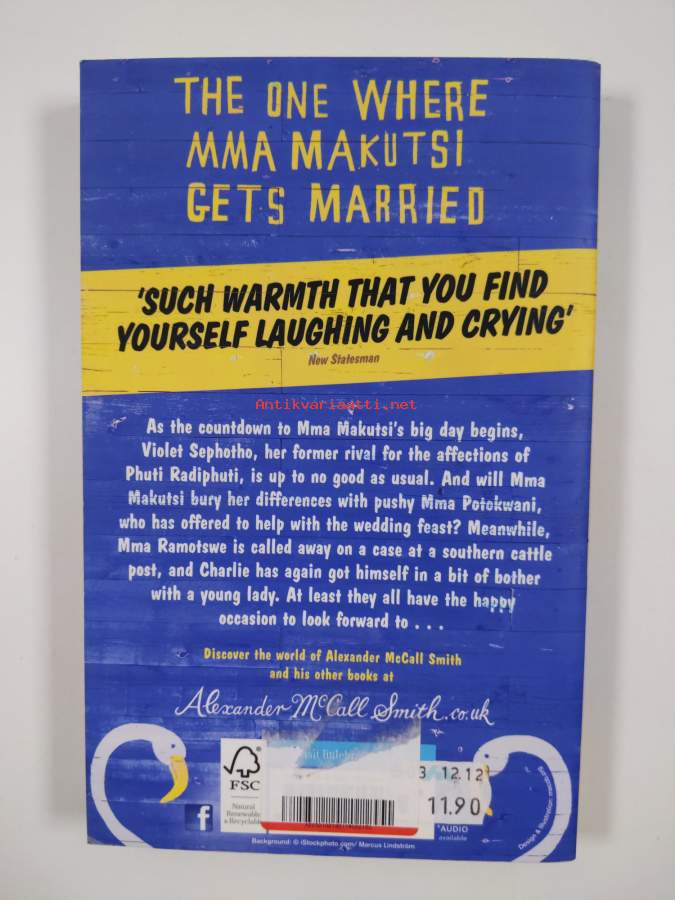 THE ONE WHERE
MMA MAKUTSI
GETS MARRIED
'SUCH WARMTH THAT YOU FIND
YOURSELF LAUGHING AND CRYING'
New Statesman
Antikvariaatti.net
As the countdown to Mma Makutsi's big day begins,
Violet Sephotho, her former rival for the affections of
Phuti Radiphuti, is up to no good as usual. And will Mma
Makutsi bury her differences with pushy Mma Potokwani,
who has offered to help with the wedding feast? Meanwhile,
Mma Ramotswe is called away on a case at a southern cattle
post, and Charlie has again got himself in a bit of bother
with a young lady. At least they all have the happy
occasion to look forward to . . .
Discover the world of Alexander McCall Smith
and his other books at
Alexander McCall Smith.co.uk
FSC
Natural
Renewable
& Recyclable
f
3 12.12
11.90
AUDIO
available
Background: © iStockphoto.com/ Marcus Lindström